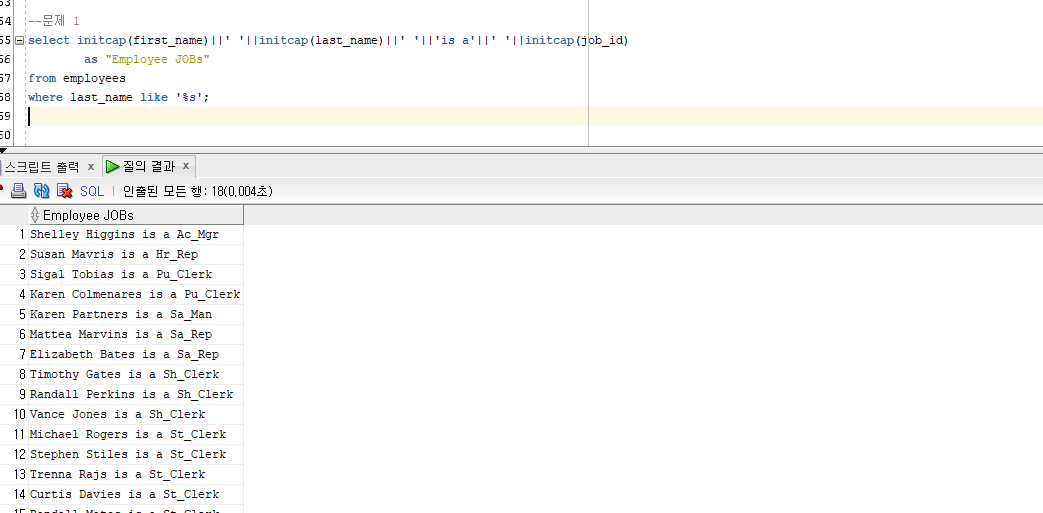 53
54 --문제 1
55 select initcap(first_name)||' '||initcap(last_name)||' '||'is a'||' '||initcap(job_id)
56 as "Employee JOBs"
57 from employees
58 where last_name like '%s';
59
60
스크립트 출력 x 질의 결과 x
SQL | 인출된 모든 행: 18(0,004초)
Employee JOBs
1 Shelley Higgins is a Ac_Mgr
2 Susan Mavris is a Hr_Rep
3 Sigal Tobias is a Pu_Clerk
4 Karen Colmenares is a Pu_Clerk
5 Karen Partners is a Sa_Man
6 Mattea Marvins is a Sa_Rep
7 Elizabeth Bates is a Sa_Rep
8 Timothy Gates is a Sh_Clerk
9 Randall Perkins is a Sh_Clerk
10 Vance Jones is a Sh_Clerk
11 Michael Rogers is a St_Clerk
12 Stephen Stiles is a St_Clerk
13 Trenna Rajs is a St_Clerk
14 Curtis Davies is a St_Clerk